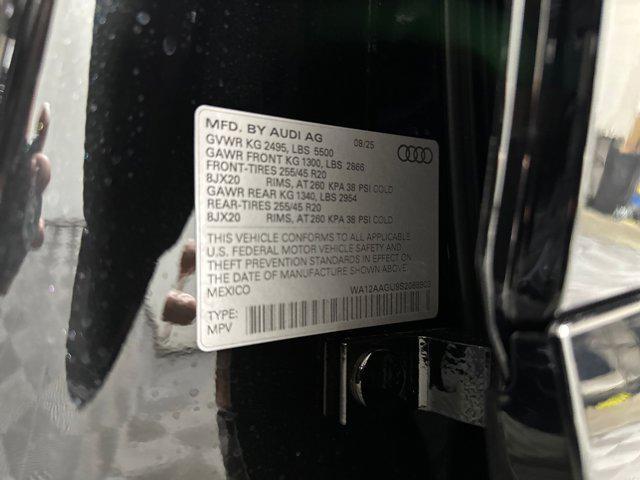 MFD. BY AUDI AG 09/25
GVWR KG 2495, LBS 5500
GAWR FRONT KG 1300, LBS 2866
FRONT-TIRES 255/45 R20
8JX20 RIMS, AT 260 KPA 38 PSI COLD
GAWR REAR KG 1340, LBS 2954
REAR-TIRES 255/45 R20
8JX20 RIMS, AT 260 KPA 38 PSI COLD
THIS VEHICLE CONFORMS TO ALL APPLICABLE
U.S. FEDERAL MOTOR VEHICLE SAFETY AND
THEFT PREVENTION STANDARDS IN EFFECT ON
THE DATE OF MANUFACTURE SHOWN ABOVE.
MEXICO
TYPE:
MPV